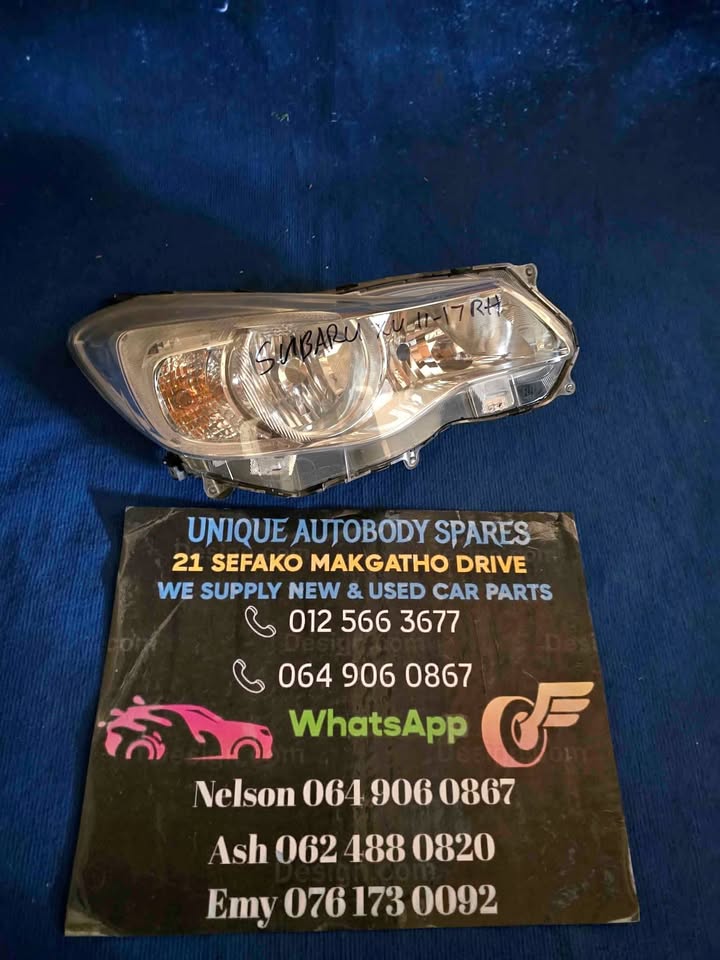 SUBARU XV 11-17 RH
UNIQUE AUTOBODY SPARES
21 SEFAKO MAKGATHO DRIVE
WE SUPPLY NEW & USED CAR PARTS
012 566 3677
064 906 0867
WhatsApp
Nelson 064 906 0867
Ash 062 488 0820
Emy 076 173 0092